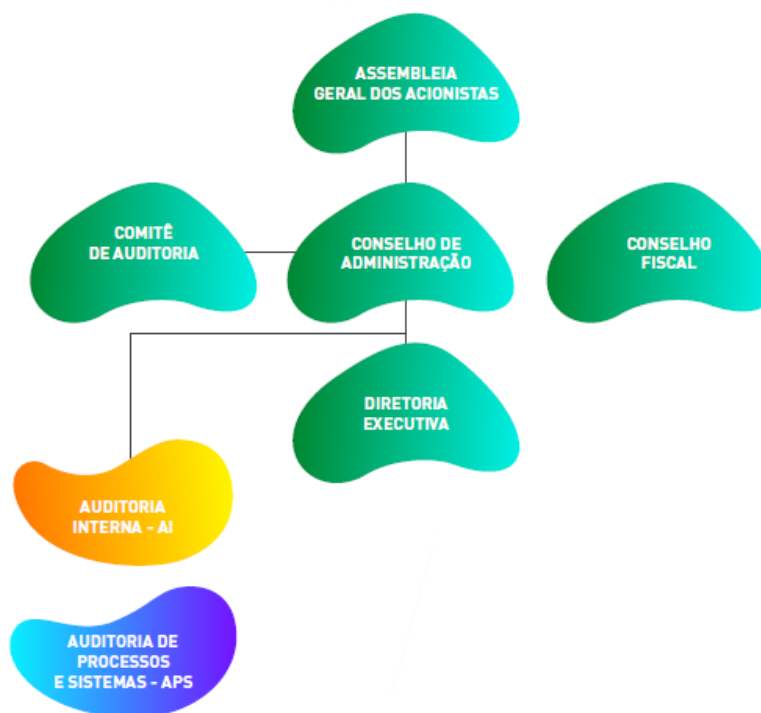 ASSEMBLEIA
GERAL DOS ACIONISTAS
COMITÊ
DE AUDITORIA
CONSELHO DE
ADMINISTRAÇÃO
CONSELHO
FISCAL
DIRETORIA
EXECUTIVA
AUDITORIA
INTERNA - AI
AUDITORIA DE
PROCESSOS
E SISTEMAS - APS